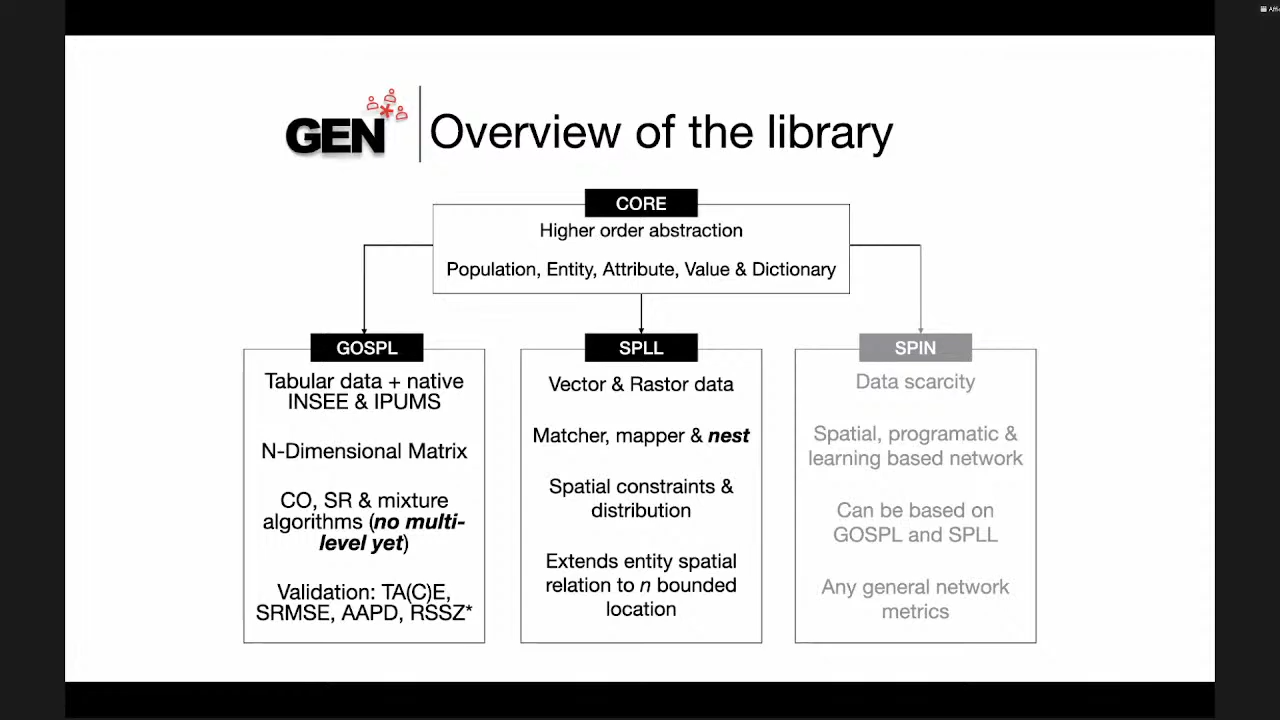 GEN*
Overview of the library
CORE
Higher order abstraction
Population, Entity, Attribute, Value & Dictionary
GOSPL
Tabular data + native
INSEE & IPUMS
N-Dimensional Matrix
CO, SR & mixture
algorithms (no multi-
level yet)
Validation: TA(C)E,
SRMSE, AAPD, RSSZ*
SPLL
Vector & Rastor data
Matcher, mapper & nest
Spatial constraints &
distribution
Extends entity spatial
relation to n bounded
location
SPIN
Data scarcity
Spatial, programatic &
learning based network
Can be based on
GOSPL and SPLL
Any general network
metrics